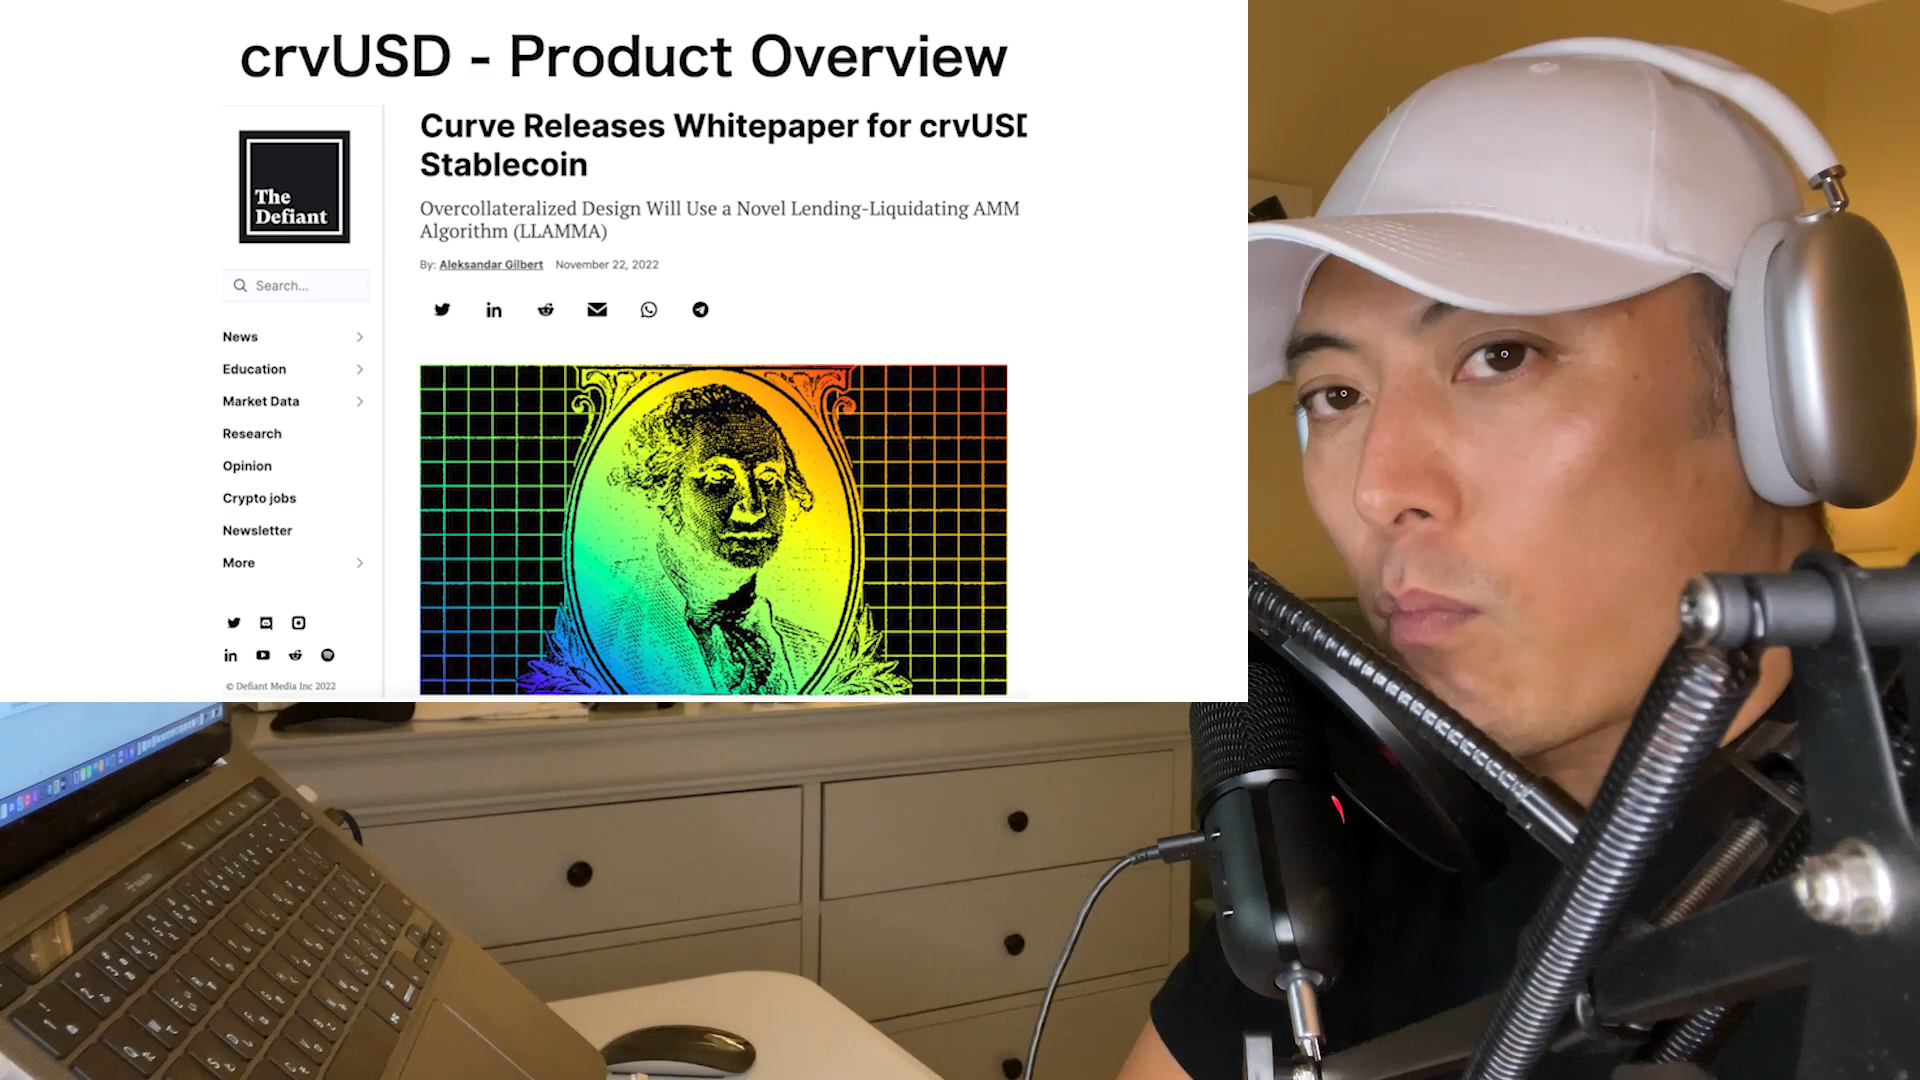 crvUSD - Product Overview
The
Defiant
Search...
News
Education
Market Data
Research
Opinion
Crypto jobs
Newsletter
More
© Defiant Media Inc 2022
Curve Releases Whitepaper for crvUSD
Stablecoin
Overcollateralized Design Will Use a Novel Lending-Liquidating AMM
Algorithm (LLAMMA)
By: Aleksandar Gilbert November 22, 2022